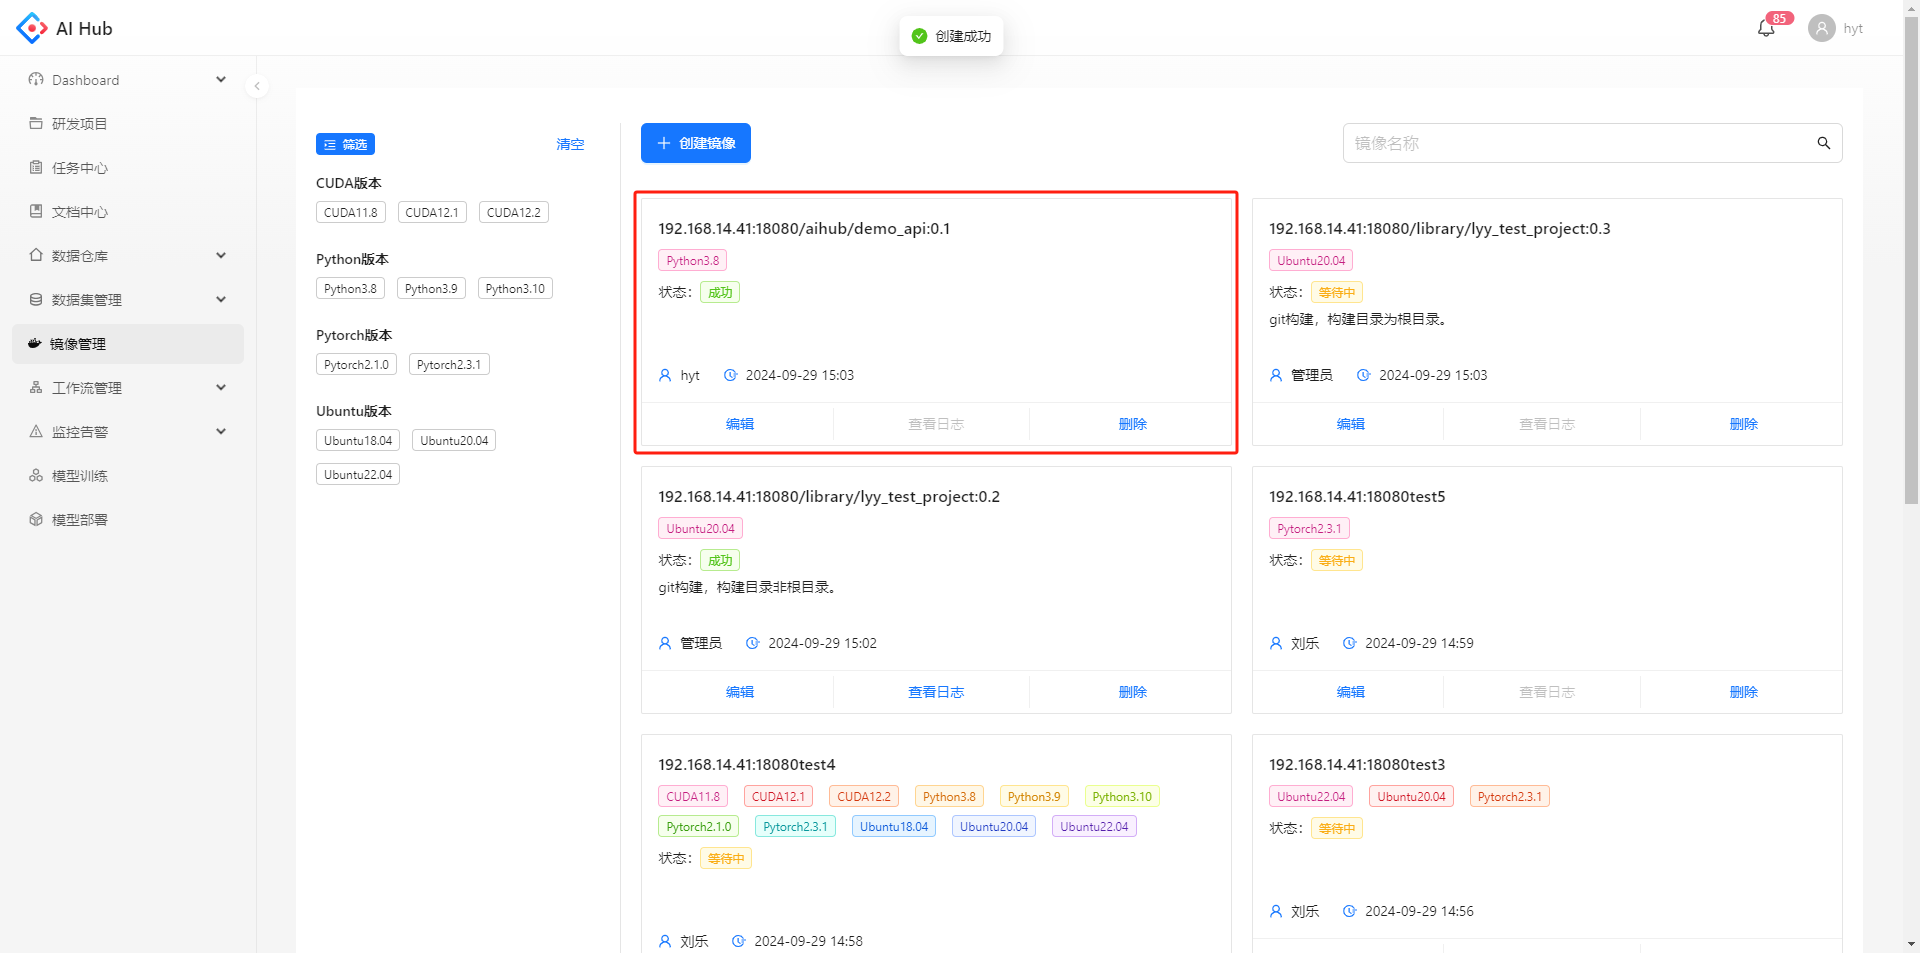 AI Hub
创建成功
85
hyt
Dashboard
研发项目
任务中心
文档中心
数据仓库
数据集管理
镜像管理
工作流管理
监控告警
模型训练
模型部署
筛选
清空
CUDA版本
CUDA11.8 CUDA12.1 CUDA12.2
Python版本
Python3.8 Python3.9 Python3.10
Pytorch版本
Pytorch2.1.0 Pytorch2.3.1
Ubuntu版本
Ubuntu18.04 Ubuntu20.04
Ubuntu22.04
创建镜像
镜像名称
192.168.14.41:18080/aihub/demo_api:0.1
Python3.8
状态: 成功
hyt 2024-09-29 15:03
编辑 查看日志 删除
192.168.14.41:18080/library/lyy_test_project:0.3
Ubuntu20.04
状态: 等待中
git构建，构建目录为根目录。
管理员 2024-09-29 15:03
编辑 查看日志 删除
192.168.14.41:18080/library/lyy_test_project:0.2
Ubuntu20.04
状态: 成功
git构建，构建目录非根目录。
管理员 2024-09-29 15:02
编辑 查看日志 删除
192.168.14.41:18080test5
Pytorch2.3.1
状态: 等待中
刘乐 2024-09-29 14:59
编辑 查看日志 删除
192.168.14.41:18080test4
CUDA11.8 CUDA12.1 CUDA12.2 Python3.8 Python3.9 Python3.10
Pytorch2.1.0 Pytorch2.3.1 Ubuntu18.04 Ubuntu20.04 Ubuntu22.04
状态: 等待中
刘乐 2024-09-29 14:58
192.168.14.41:18080test3
Ubuntu22.04 Ubuntu20.04 Pytorch2.3.1
状态: 等待中
刘乐 2024-09-29 14:56